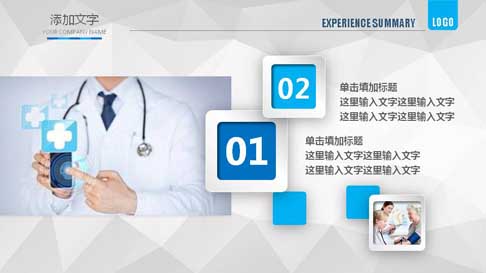 添加文字
YOUR COMPANY NAME
EXPERIENCE SUMMARY
LOGO
02
单击填加标题
这里输入文字这里输入文字
这里输入文字这里输入文字
01
单击填加标题
这里输入文字这里输入文字
这里输入文字这里输入文字